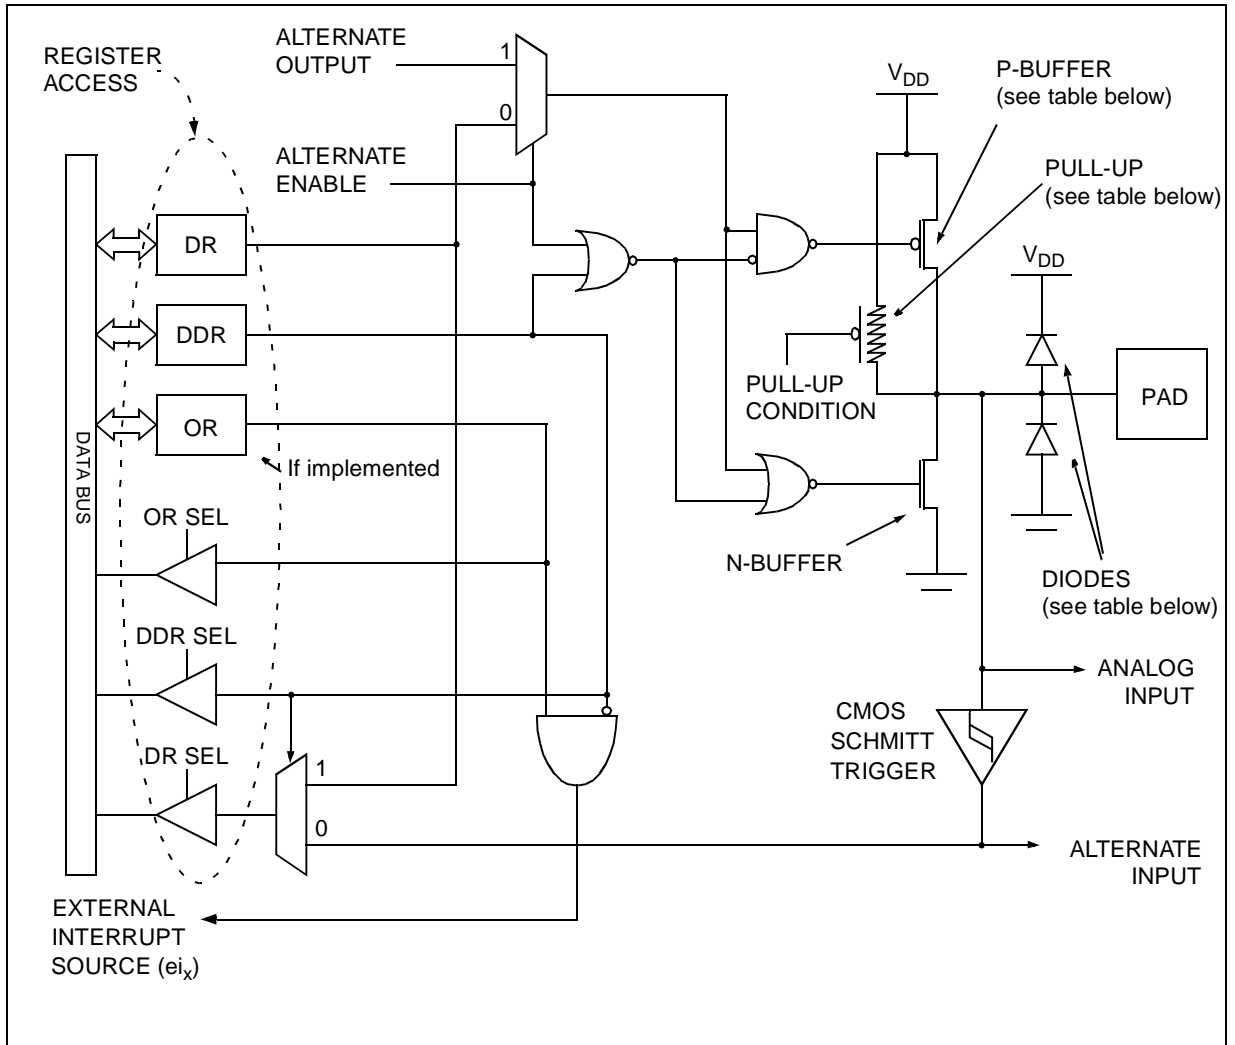 REGISTER
ACCESS
ALTERNATE
OUTPUT
1
0
ALTERNATE
ENABLE
VDD
P-BUFFER
(see table below)
PULL-UP
(see table below)
DR
DDR
OR
If implemented
DATA BUS
PULL-UP
CONDITION
VDD
PAD
OR SEL
N-BUFFER
DIODES
(see table below)
DDR SEL
ANALOG
INPUT
CMOS
SCHMITT
TRIGGER
DR SEL
1
0
ALTERNATE
INPUT
EXTERNAL
INTERRUPT
SOURCE (eix)